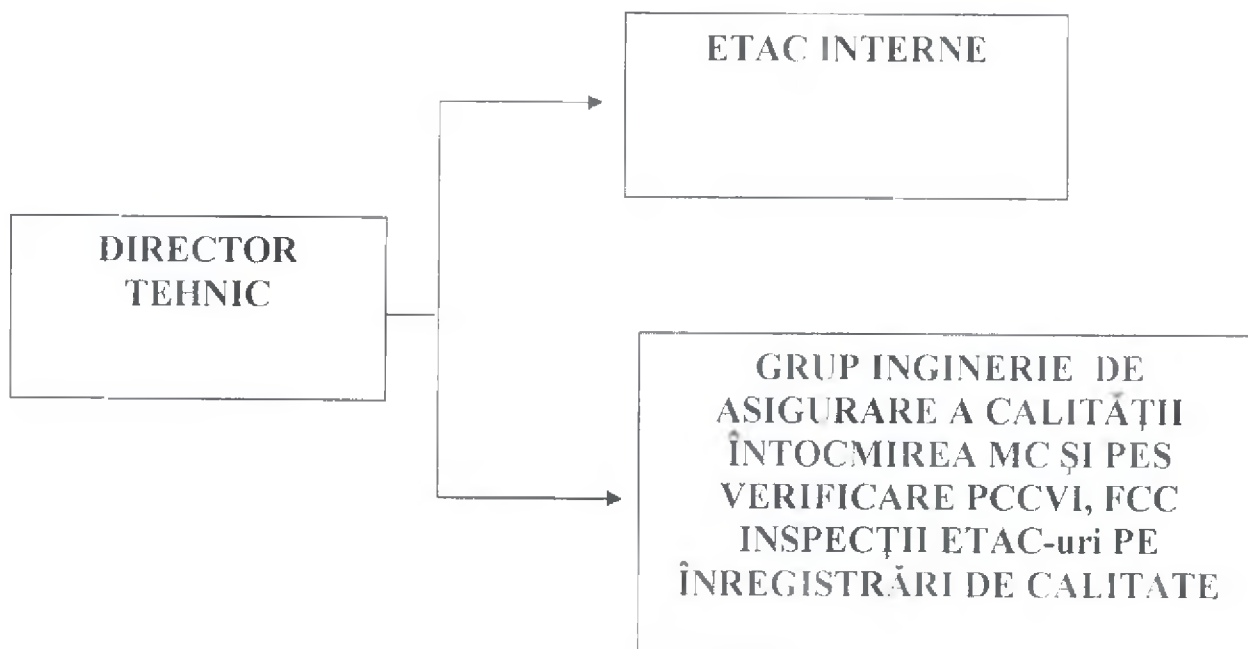 ETAC INTERNE
DIRECTOR
TEHNIC
GRUP INGINERIE DE
ASIGURARE A CALITĂȚII
ÎNTOCMIREA MC ȘI PES
VERIFICARE PCCVI, FCC
INSPECȚII ETAC-uri PE
ÎNREGISTRĂRI DE CALITATE